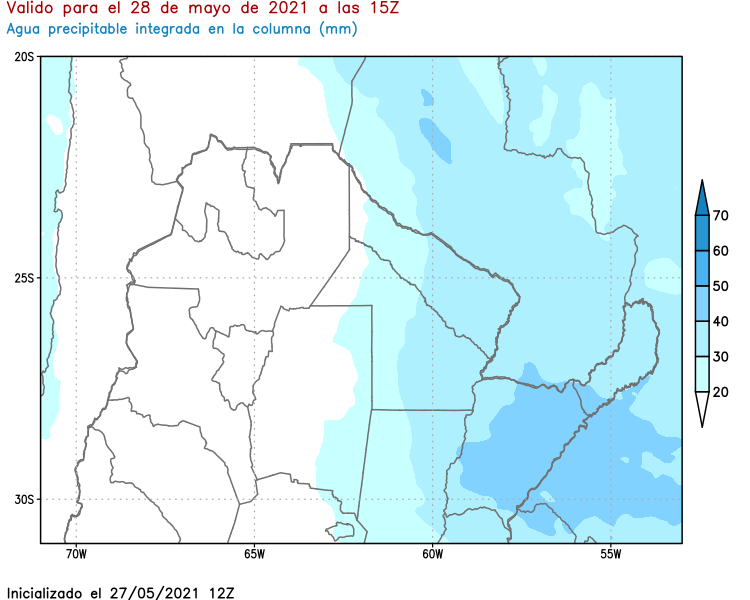 Valido para el 28 de mayo de 2021 a las 15Z
Agua precipitable integrada en la columna (mm)
20S
25S
30S
70W
65W
60W
55W
70
60
50
40
30
20
Inicializado el 27/05/2021 12Z